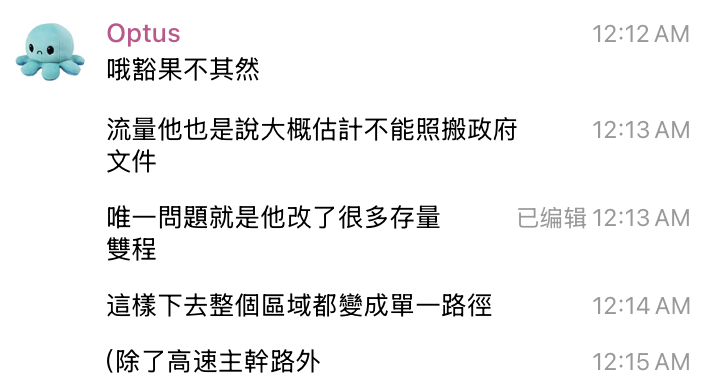 Optus 12:12 AM
哦豁果不其然
流量他也是說大概估計不能照搬政府 12:13 AM
文件
唯一問題就是他改了很多存量 已编辑 12:13 AM
雙程
這樣下去整個區域都變成單一路徑 12:14 AM
(除了高速主幹路外 12:15 AM